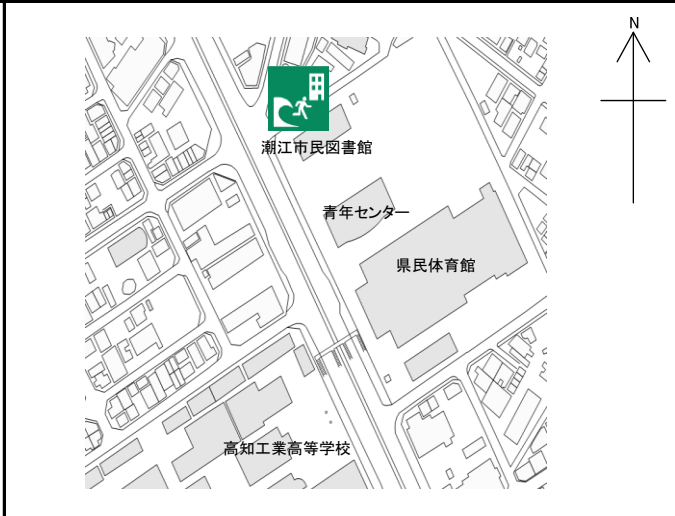 N
潮江市民図書館
青年センター
県民体育館
高知工業高等学校